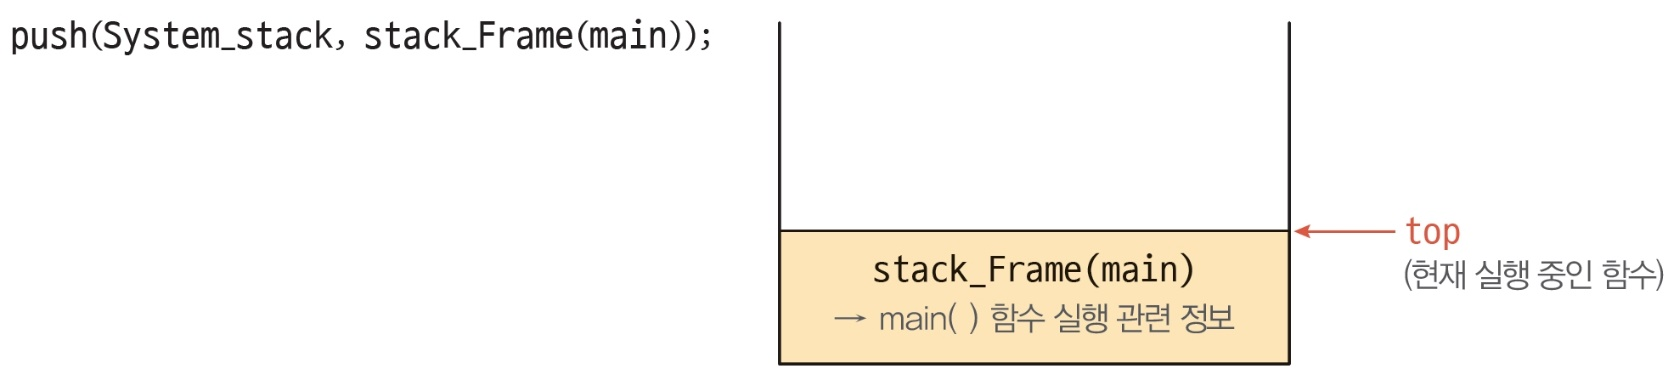 push(System_stack, stack_Frame(main));
top
(현재 실행 중인 함수)
stack_Frame(main)
→ main( ) 함수 실행 관련 정보